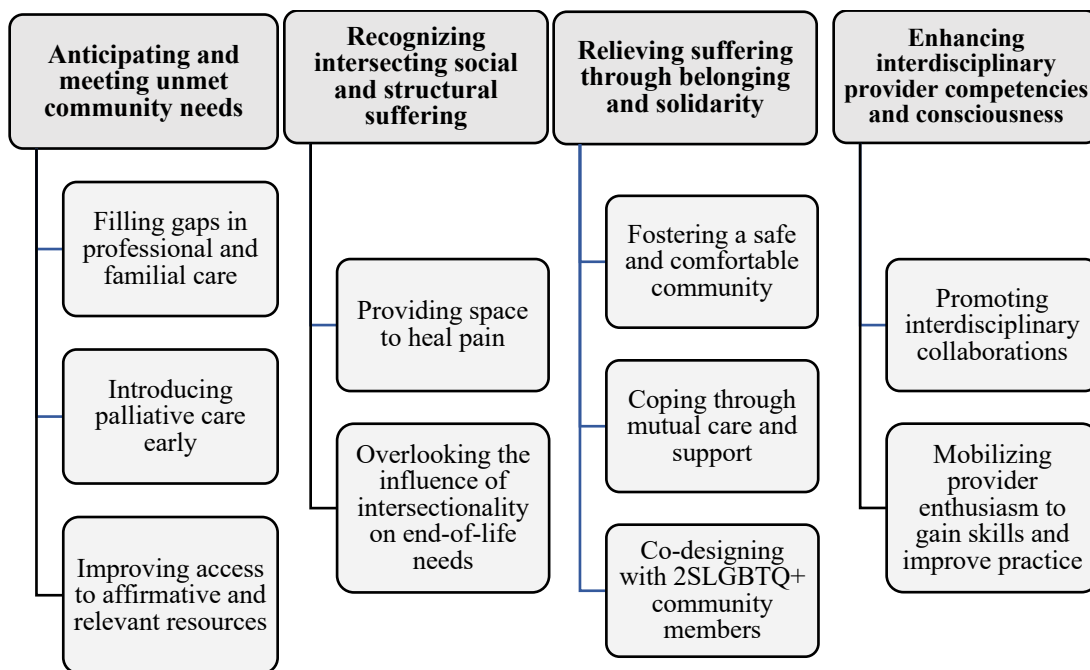 Anticipating and
meeting unmet
community needs
Filling gaps in
professional and
familial care
Introducing
palliative care
early
Improving access
to affirmative and
relevant resources
Recognizing
intersecting social
and structural
suffering
Providing space
to heal pain
Overlooking the
influence of
intersectionality
on end-of-life
needs
Relieving suffering
through belonging
and solidarity
Fostering a safe
and comfortable
community
Coping through
mutual care and
support
Co-designing
with 2SLGBTQ+
community
members
Enhancing
interdisciplinary
provider competencies
and consciousness
Promoting
interdisciplinary
collaborations
Mobilizing
provider
enthusiasm to
gain skills and
improve practice